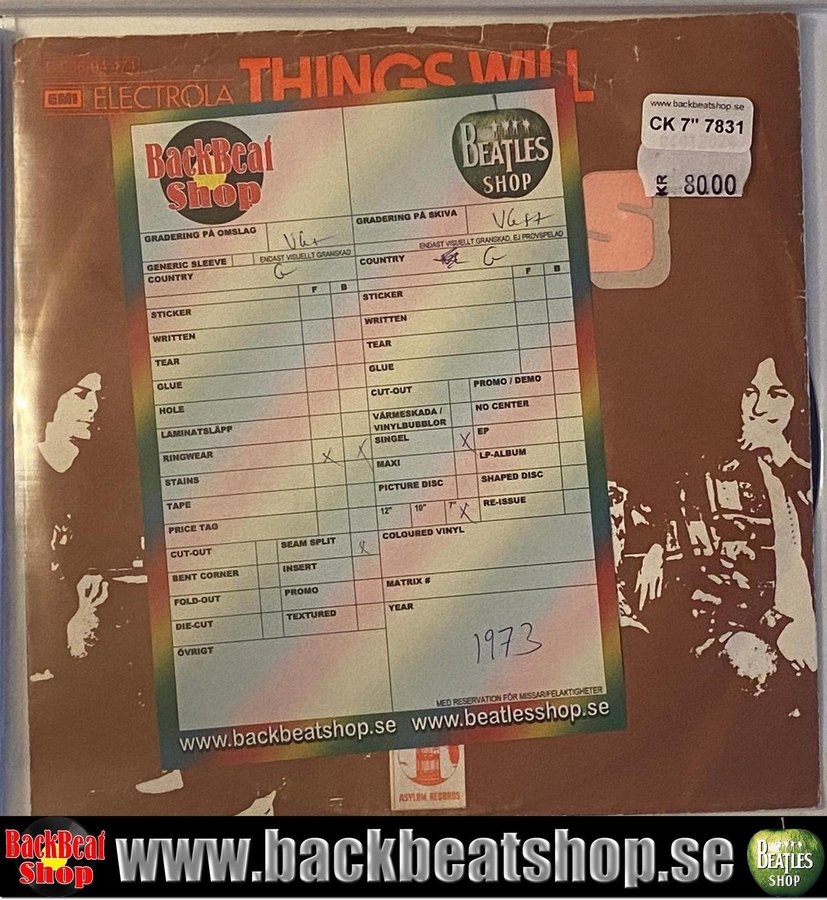 EMI ELECTROLA THINGS WILL
www.backbeatshop.se
CK 7" 7831
KR 80.00
S
BackBeat Shop
BEATLES SHOP
GRADERING PÅ OMSLAG VG+
GENERIC SLEEVE
ENDAST VISUELLT GRANSKAD
COUNTRY G
F B
STICKER
WRITTEN
TEAR
GLUE
HOLE
LAMINATSLÄPP
RINGWEAR X X
STAINS
TAPE
PRICE TAG
CUT-OUT SEAM SPLIT
BENT CORNER INSERT
FOLD-OUT PROMO
DIE-CUT TEXTURED
ÖVRIGT
GRADERING PÅ SKIVA VG++
ENDAST VISUELLT GRANSKAD, EJ PROVSPELAD
COUNTRY G
F B
STICKER
WRITTEN
TEAR
GLUE
CUT-OUT PROMO / DEMO
VÄRMESKADA / VINYLBUBBLOR NO CENTER
SINGEL X EP
MAXI LP-ALBUM
PICTURE DISC SHAPED DISC
12" 10" 7" X RE-ISSUE
COLOURED VINYL
MATRIX #
YEAR
1973
MED RESERVATION FÖR MISSAR/FELAKTIGHETER
www.backbeatshop.se www.beatlesshop.se
ASYLUM RECORDS
BackBeat Shop www.backbeatshop.se BEATLES SHOP